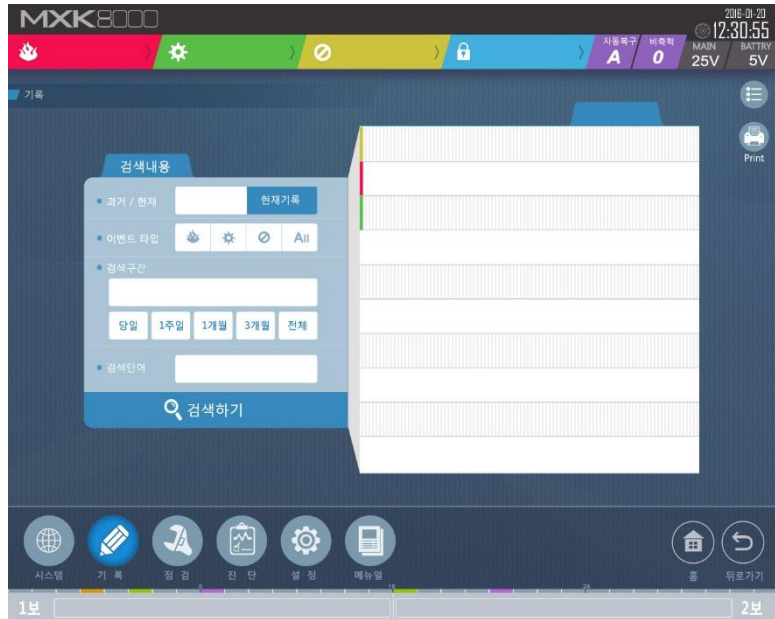 MXK8000
2016-01-20
12:30:55
자동복구
A
비축적
0
MAIN
25V
BATTRY
5V
기록
Print
검색내용
과거 / 현재
현재기록
이벤트 타입
All
검색구간
당일 1주일 1개월 3개월 전체
검색단어
검색하기
시스템 기 록 점 검 진 단 설 정 메뉴얼 홈 뒤로가기
8 16 24
1보 2보